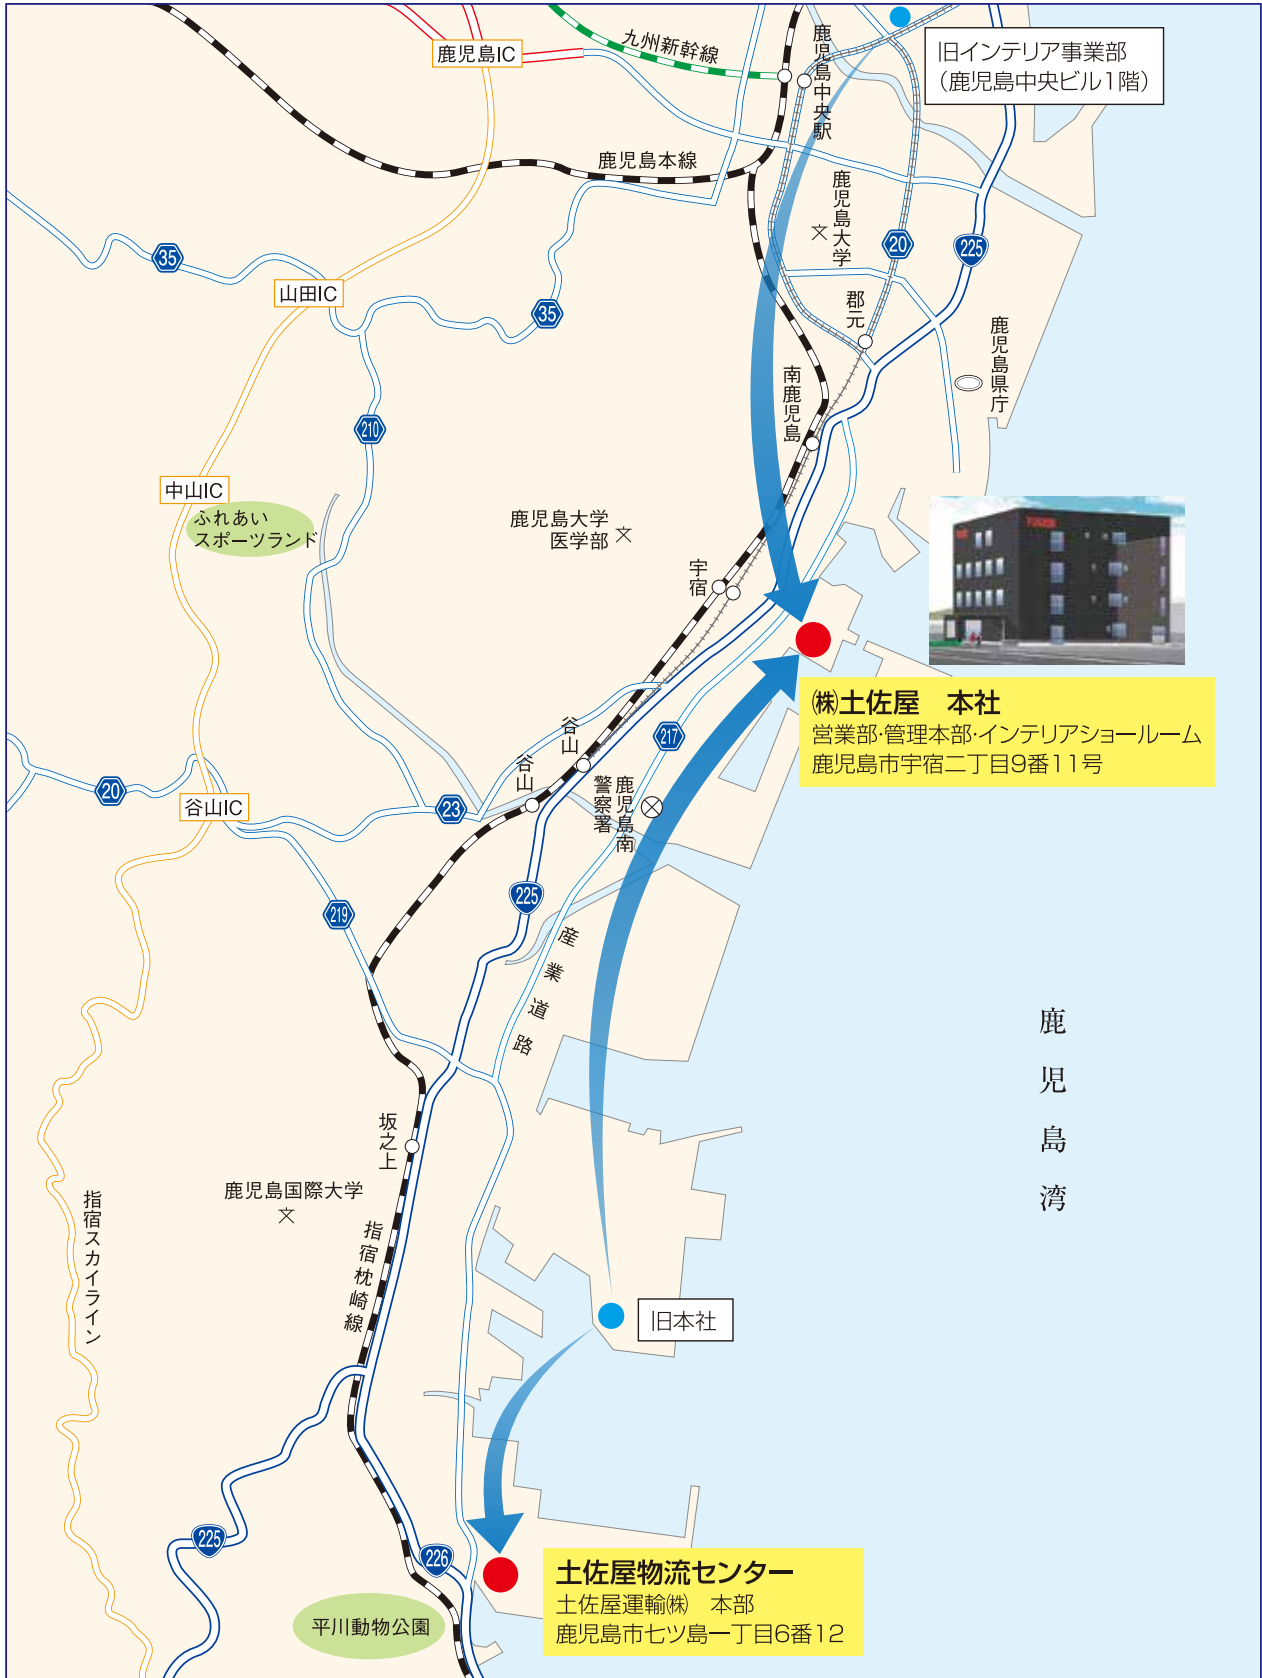 鹿児島IC
九州新幹線
鹿児島中央駅
旧インテリア事業部
（鹿児島中央ビル1階）
鹿児島本線
鹿児島大学
20
225
35
山田IC
35
郡元
鹿児島県庁
南鹿児島
210
中山IC
ふれあい
スポーツランド
鹿児島大学
医学部
宇宿
㈱土佐屋　本社
営業部・管理本部・インテリアショールーム
鹿児島市宇宿二丁目9番11号
217
谷山
谷山
20
谷山IC
23
鹿児島南
警察署
225
219
産業道路
鹿児島湾
坂之上
鹿児島国際大学
指宿スカイライン
指宿枕崎線
旧本社
225
226
土佐屋物流センター
土佐屋運輸㈱　本部
鹿児島市七ツ島一丁目6番12
平川動物公園